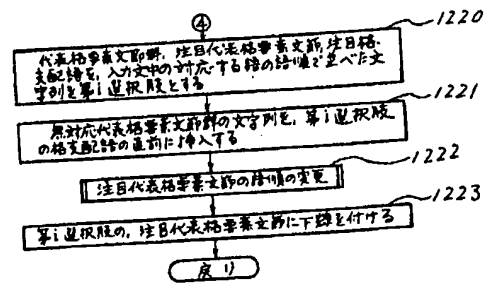 ④
1220
代表格要素文節群, 注目代表格要素文節, 注目格
支配語を, 入力文中の対応する語の語順で並べた文
字列を第i選択肢とする
1221
無対応代表格要素文節群の文字列を, 第i選択肢
の格支配語の直前に挿入する
1222
注目代表格要素文節の語順の変更
1223
第i選択肢の, 注目代表格要素文節に下線を付ける
戻り